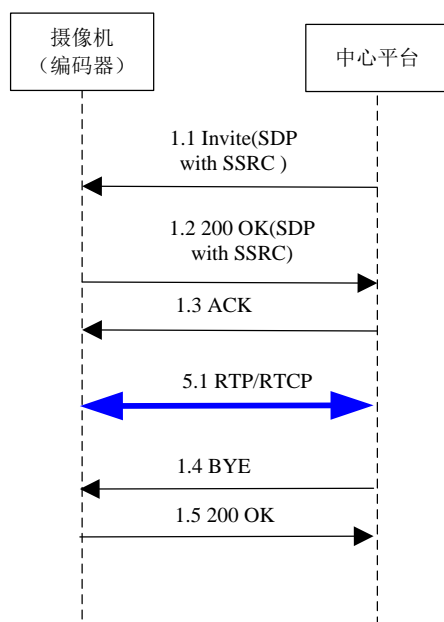 摄像机
（编码器）
中心平台
1.1 Invite(SDP
with SSRC )
1.2 200 OK(SDP
with SSRC)
1.3 ACK
5.1 RTP/RTCP
1.4 BYE
1.5 200 OK